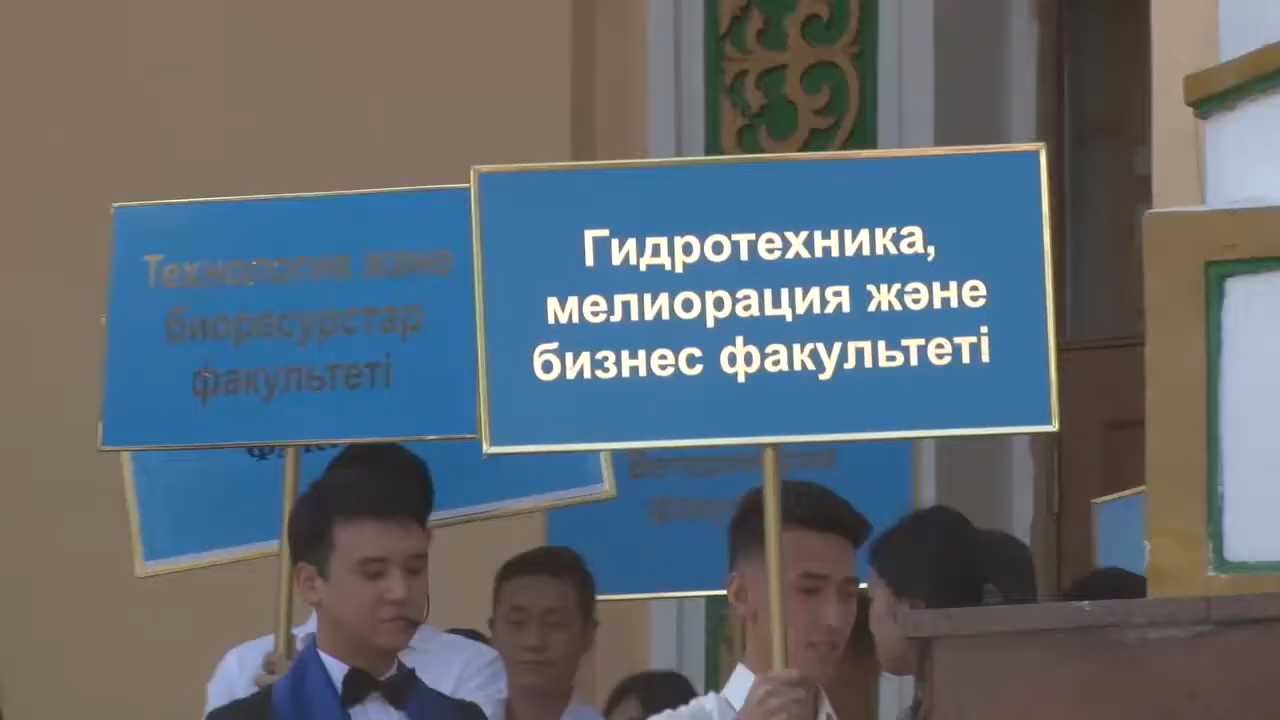 Технология және
биоресурстар
факультеті
Гидротехника,
мелиорация және
бизнес факультеті